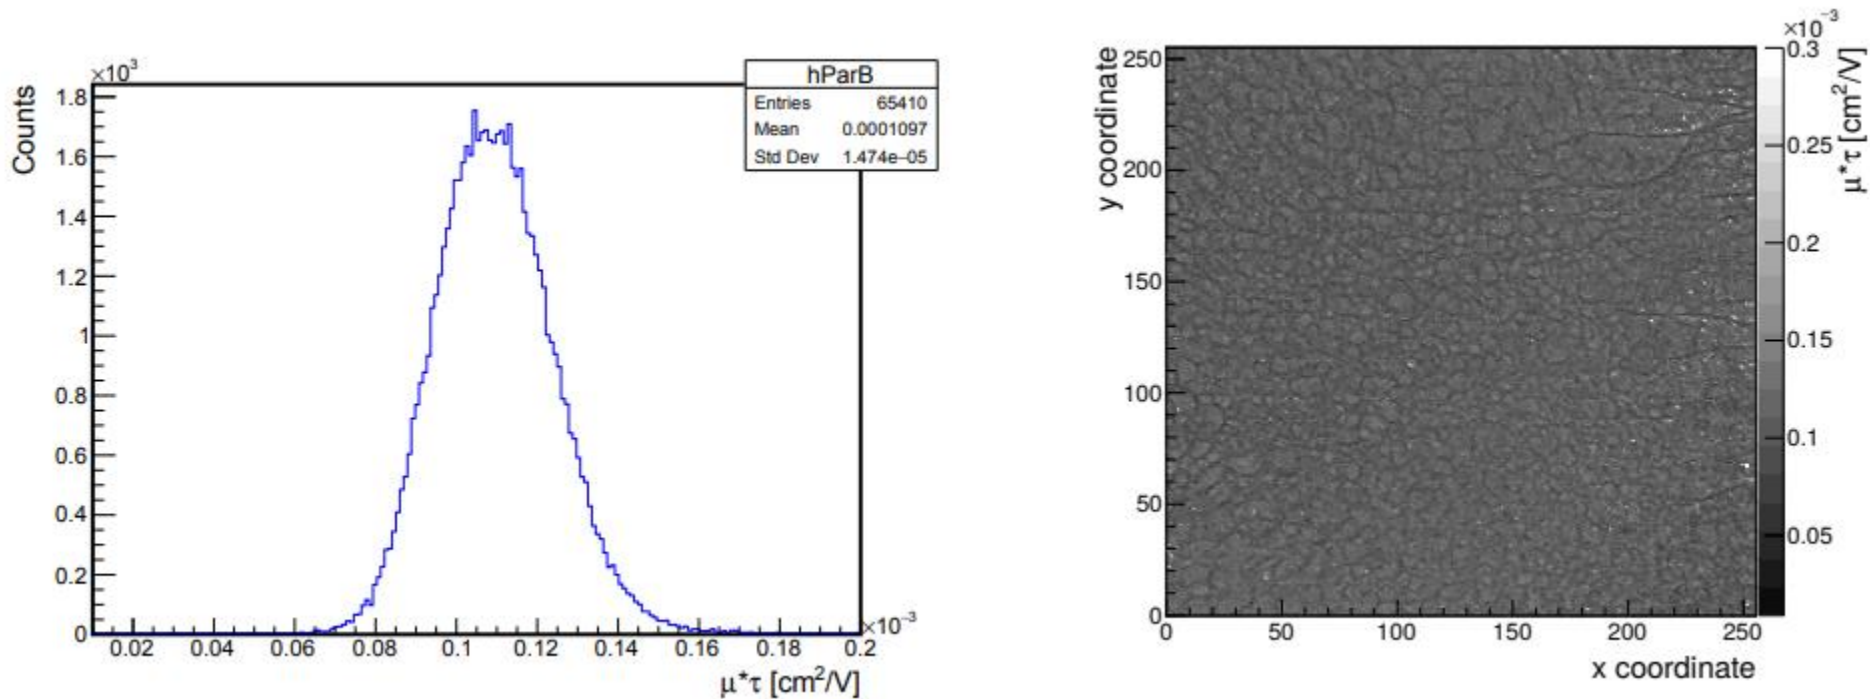 ×10³
Counts
1.8
1.6
1.4
1.2
1
0.8
0.6
0.4
0.2
0
hParB
Entries 65410
Mean 0.0001097
Std Dev 1.474e−05
0.02 0.04 0.06 0.08 0.1 0.12 0.14 0.16 0.18 0.2
×10⁻³
μ*τ [cm²/V]
y coordinate
250
200
150
100
50
0
0 50 100 150 200 250
x coordinate
×10⁻³
0.3
0.25
0.2
0.15
0.1
0.05
μ*τ [cm²/V]